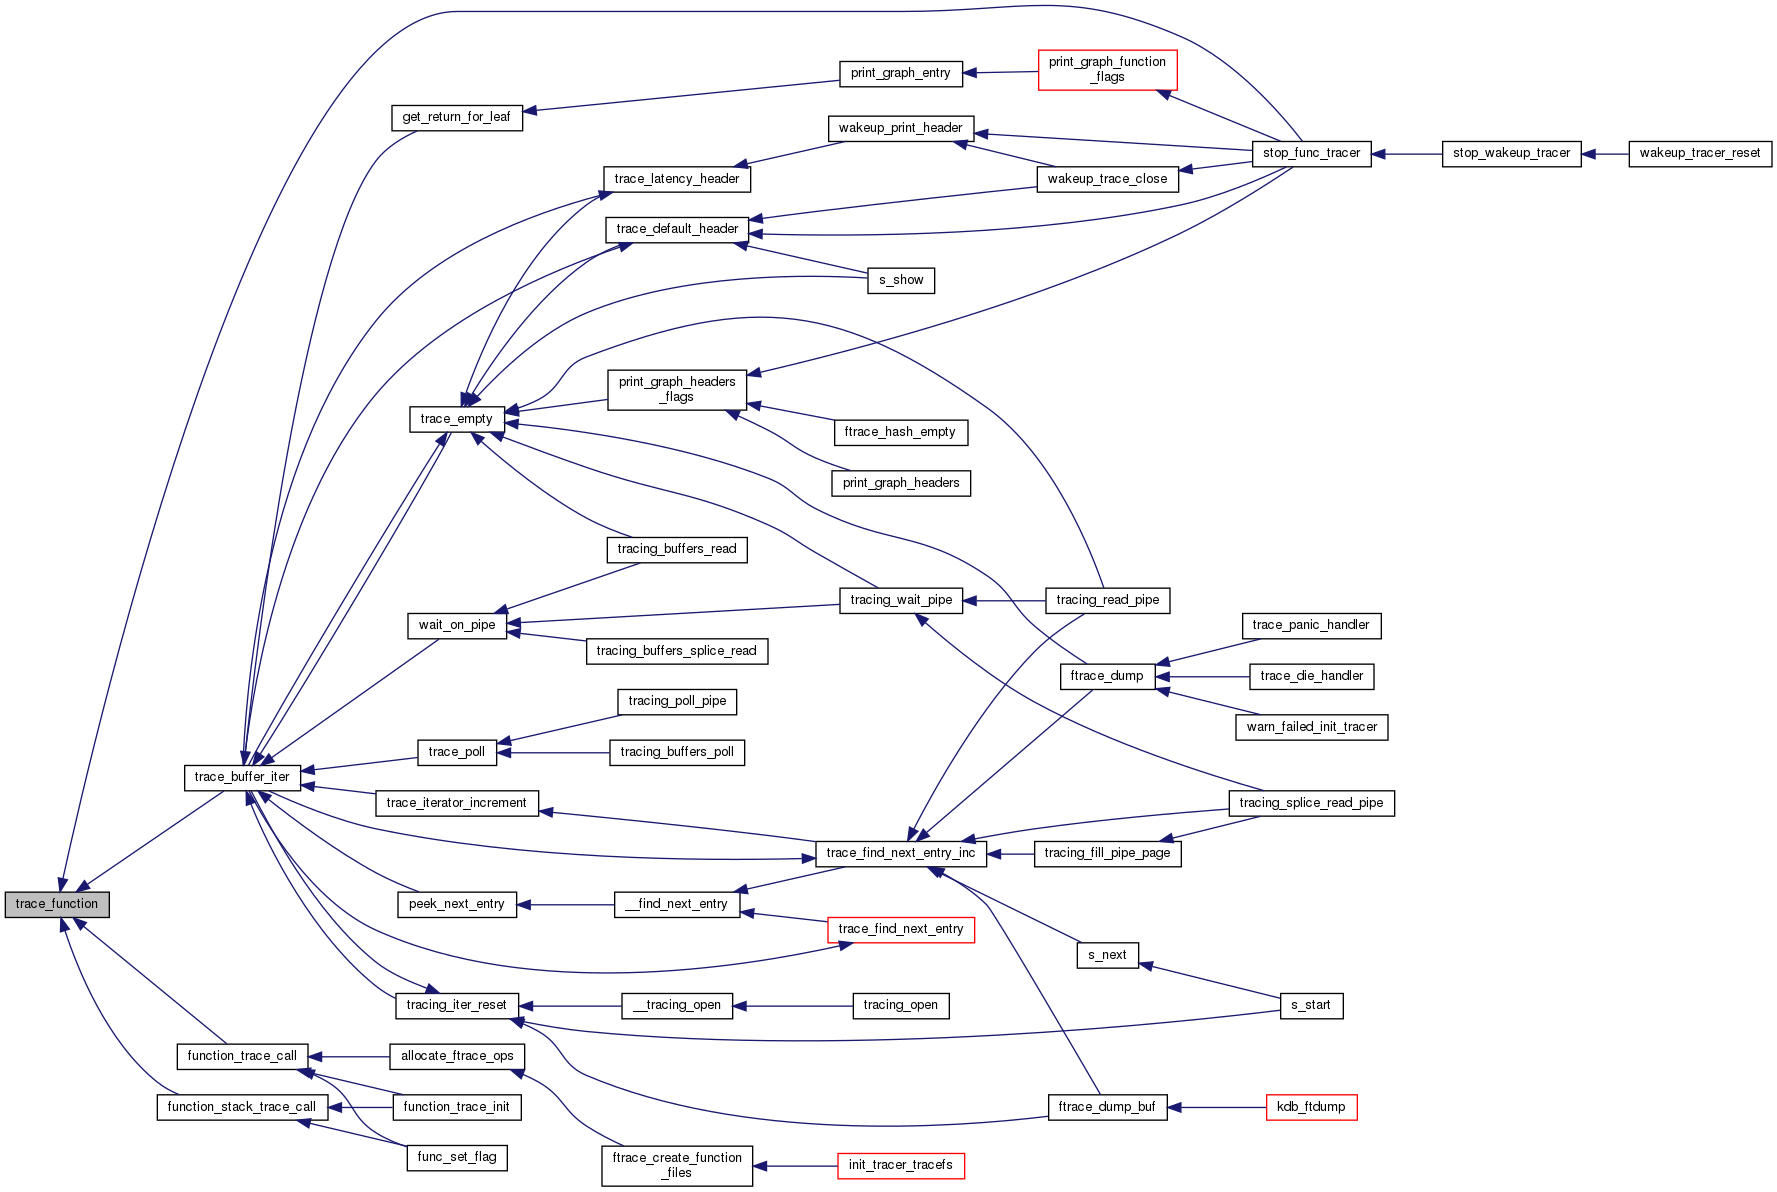 print_graph_function
_flags
print_graph_entry
get_return_for_leaf
wakeup_print_header
stop_func_tracer
stop_wakeup_tracer
wakeup_tracer_reset
trace_latency_header
wakeup_trace_close
trace_default_header
s_show
print_graph_headers
_flags
trace_empty
ftrace_hash_empty
print_graph_headers
tracing_buffers_read
tracing_wait_pipe
tracing_read_pipe
wait_on_pipe
trace_panic_handler
tracing_buffers_splice_read
ftrace_dump
trace_die_handler
tracing_poll_pipe
warn_failed_init_tracer
trace_poll
tracing_buffers_poll
trace_buffer_iter
trace_iterator_increment
tracing_splice_read_pipe
trace_find_next_entry_inc
tracing_fill_pipe_page
trace_function
peek_next_entry
__find_next_entry
trace_find_next_entry
s_next
tracing_iter_reset
__tracing_open
tracing_open
s_start
function_trace_call
allocate_ftrace_ops
function_stack_trace_call
function_trace_init
ftrace_dump_buf
kdb_ftdump
func_set_flag
ftrace_create_function
_files
init_tracer_tracefs